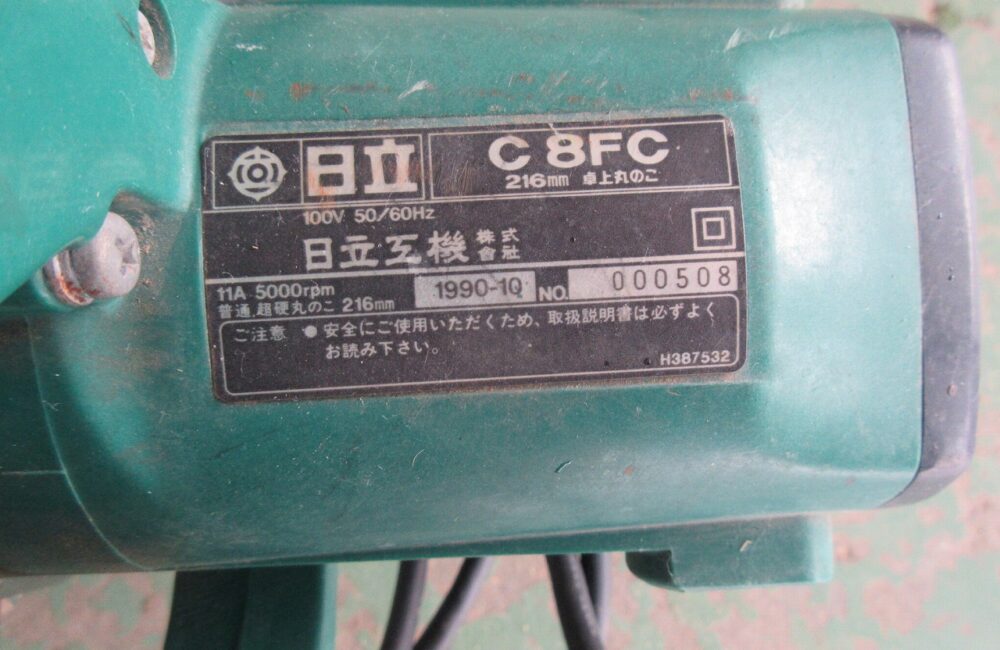 日立
C 8FC
216mm 卓上丸のこ
100V 50/60Hz
日立工機 株式會社
11A 5000rpm
1990-10 NO. 000508
普通,超硬丸のこ 216mm
ご注意 ● 安全にご使用いただくため、取扱説明書は必ずよく
お読み下さい。
H387532